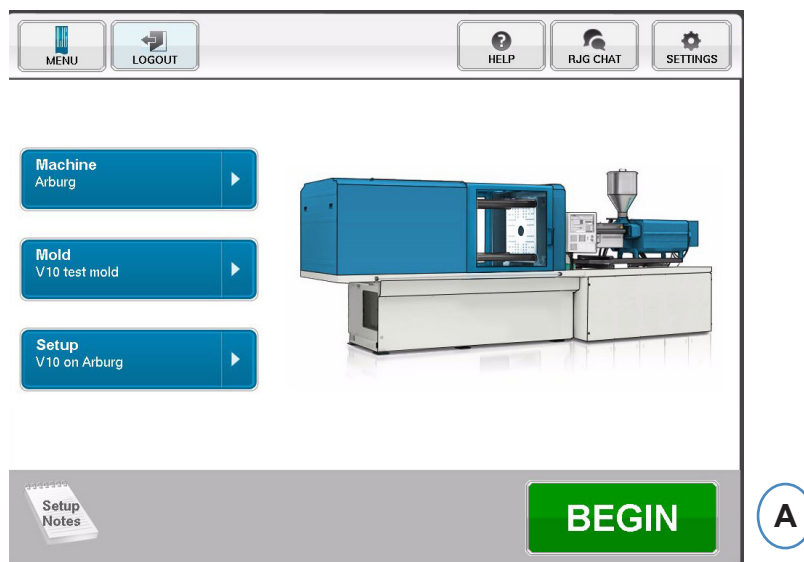 MENU
LOGOUT
HELP
RJG CHAT
SETTINGS
Machine
Arburg
Mold
V10 test mold
Setup
V10 on Arburg
Setup
Notes
BEGIN
A